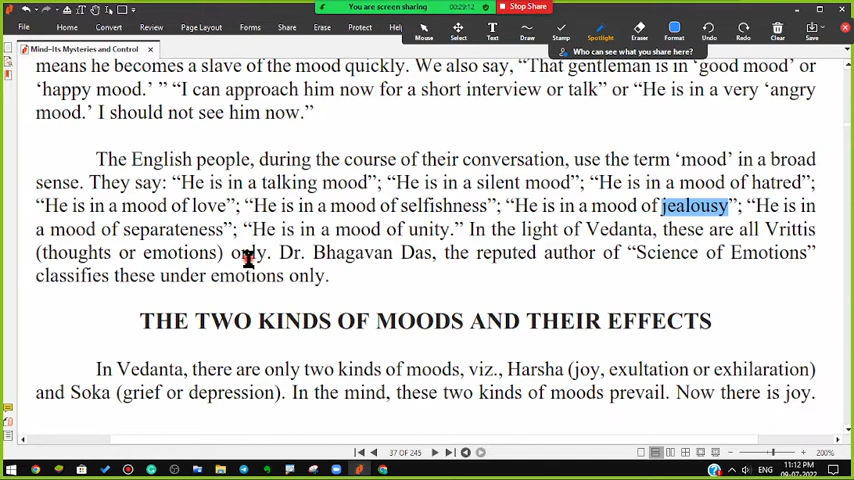 You are screen sharing
00:29:12
Stop Share
File
Home
Convert
Review
Page Layout
Forms
Share
Protect
Mouse
Select
Text
Draw
Stamp
Spotlight
Eraser
Format
Undo
Redo
Clear
Save
Mind–Its Mysteries and Control
Who can see what you share here?
means he becomes a slave of the mood quickly. We also say, “That gentleman is in ‘good mood’ or
‘happy mood.’ ” “I can approach him now for a short interview or talk” or “He is in a very ‘angry
mood.’ I should not see him now.”
The English people, during the course of their conversation, use the term ‘mood’ in a broad
sense. They say: “He is in a talking mood”; “He is in a silent mood”; “He is in a mood of hatred”;
“He is in a mood of love”; “He is in a mood of selfishness”; “He is in a mood of jealousy”; “He is in
a mood of separateness”; “He is in a mood of unity.” In the light of Vedanta, these are all Vrittis
(thoughts or emotions) only. Dr. Bhagavan Das, the reputed author of “Science of Emotions”
classifies these under emotions only.
THE TWO KINDS OF MOODS AND THEIR EFFECTS
In Vedanta, there are only two kinds of moods, viz., Harsha (joy, exultation or exhilaration)
and Soka (grief or depression). In the mind, these two kinds of moods prevail. Now there is joy.
37 OF 245
200%
ENG
11:12 PM
09-07-2022